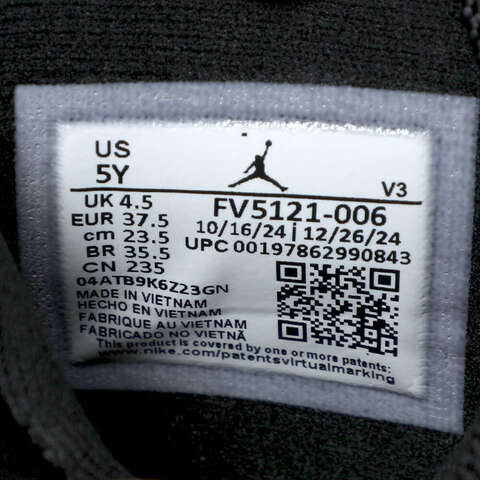 US
5Y
V3
UK 4.5
EUR 37.5
cm 23.5
BR 35.5
CN 235
FV5121-006
10/16/24 | 12/26/24
UPC 00197862990843
04ATB9K6Z23GN
MADE IN VIETNAM
HECHO EN VIETNAM
FABRIQUE AU VIETNAM
FABRICADO NO VIETNÃ
This product is covered by one or more patents:
www.nike.com/patentsvirtualmarking